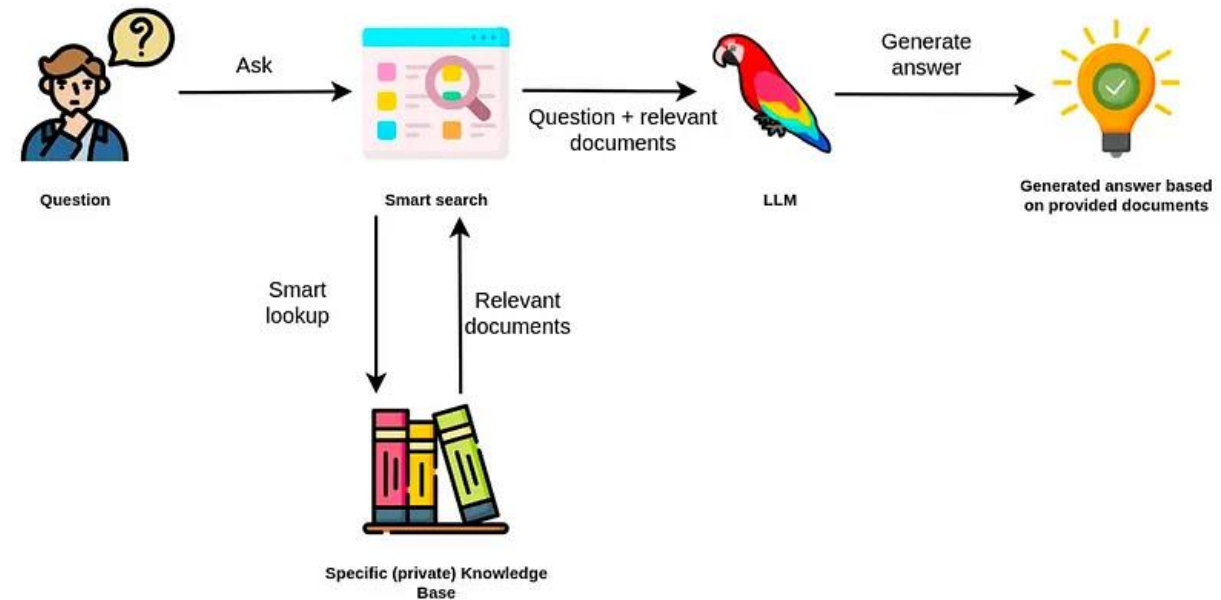 ?
Ask
Generate
answer
Question + relevant
documents
Question
Smart search
LLM
Generated answer based
on provided documents
Smart
lookup
Relevant
documents
Specific (private) Knowledge
Base